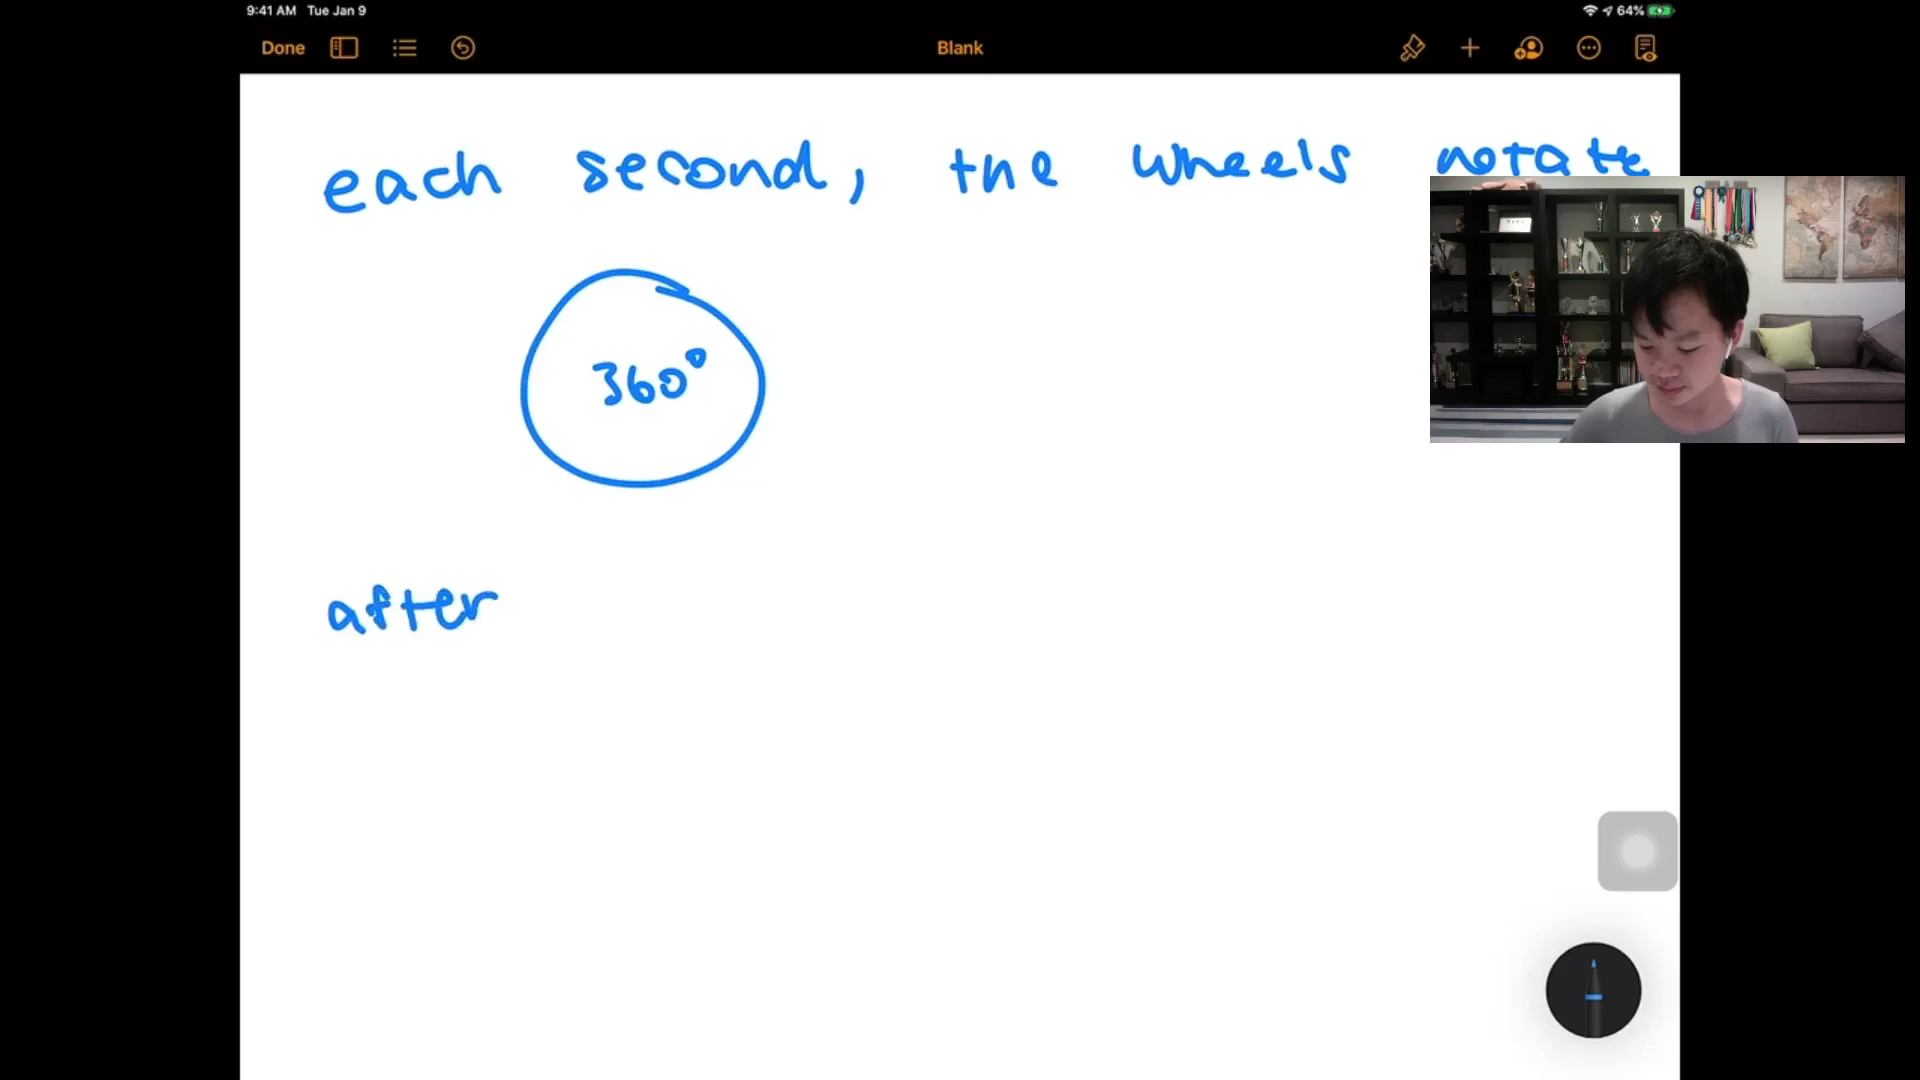 9:41 AM Tue Jan 9 64%
Done Blank
each second, the wheels rotate
360°
after